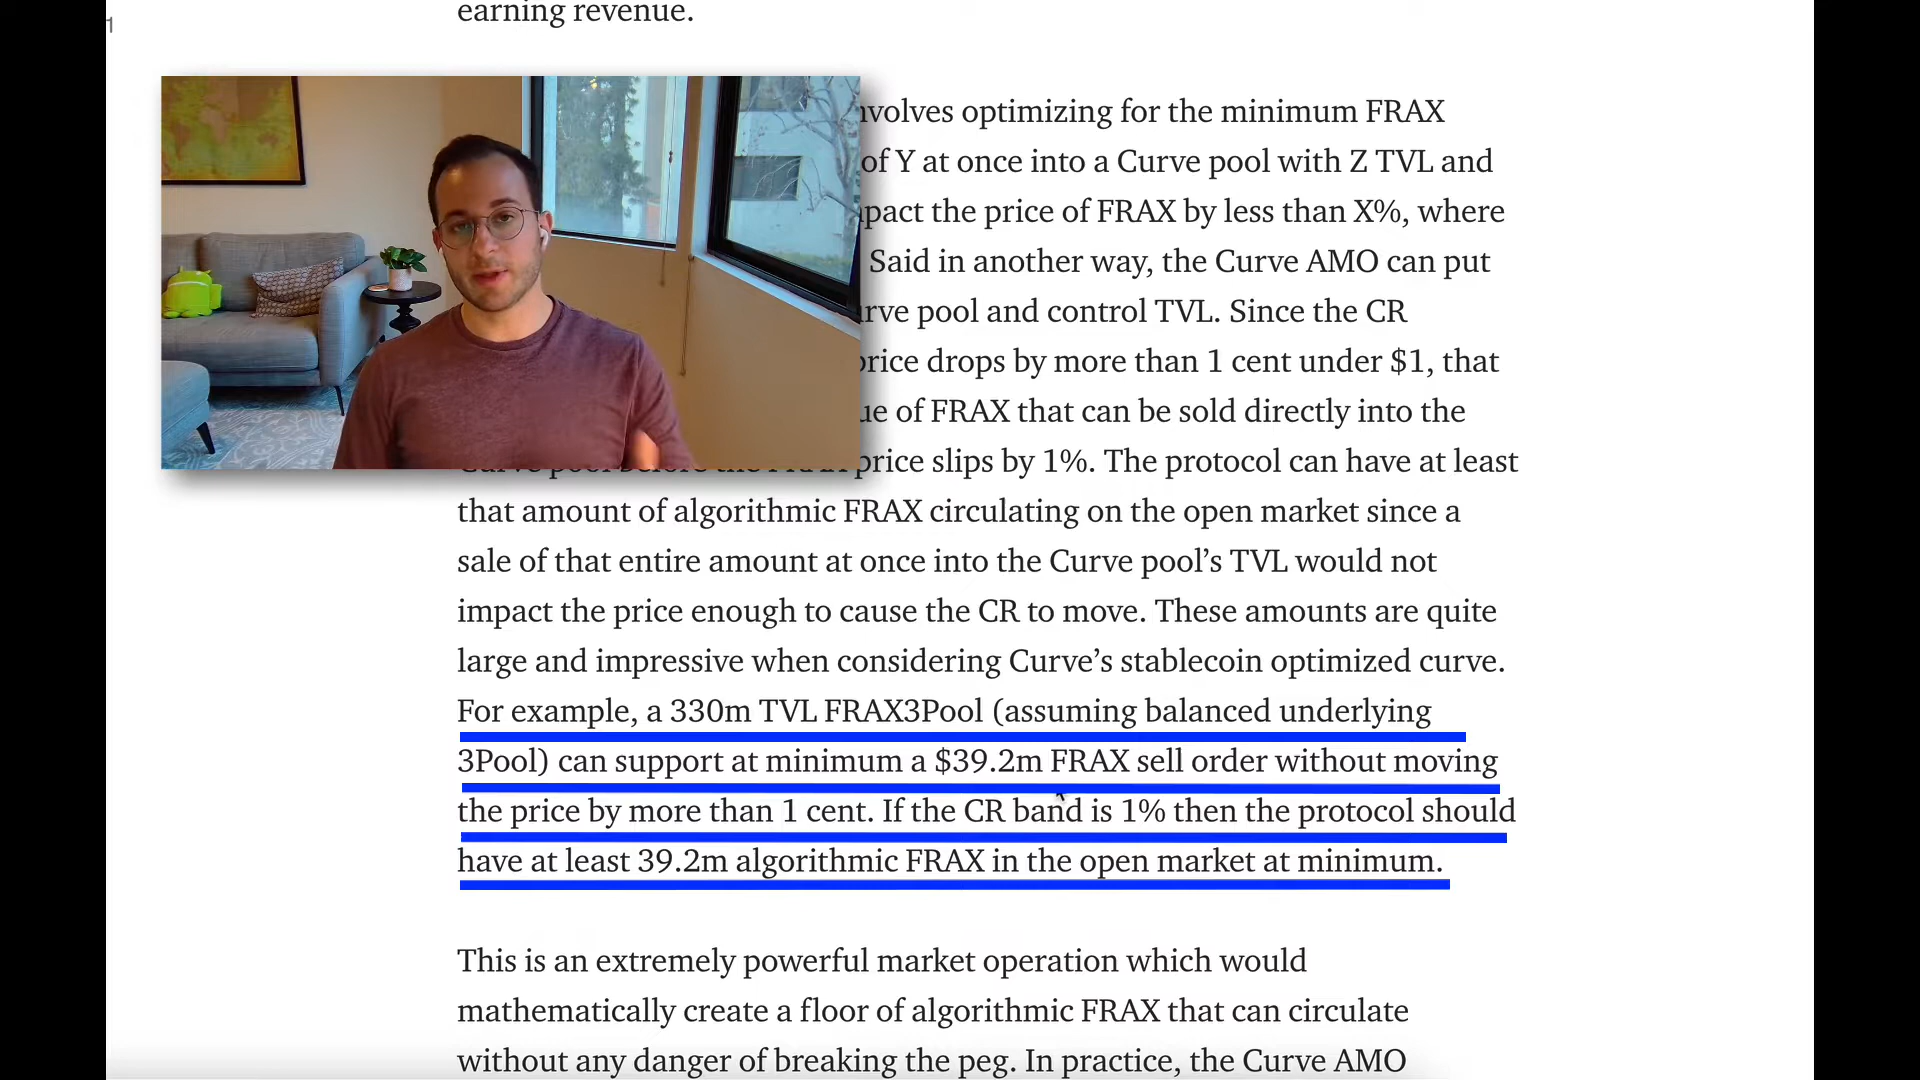 1
earning revenue.
optimizing for the minimum FRAX
of Y at once into a Curve pool with Z TVL and
the price of FRAX by less than X%, where
Said in another way, the Curve AMO can put
pool and control TVL. Since the CR
price drops by more than 1 cent under $1, that
of FRAX that can be sold directly into the
price slips by 1%. The protocol can have at least
that amount of algorithmic FRAX circulating on the open market since a
sale of that entire amount at once into the Curve pool’s TVL would not
impact the price enough to cause the CR to move. These amounts are quite
large and impressive when considering Curve’s stablecoin optimized curve.
For example, a 330m TVL FRAX3Pool (assuming balanced underlying
3Pool) can support at minimum a $39.2m FRAX sell order without moving
the price by more than 1 cent. If the CR band is 1% then the protocol should
have at least 39.2m algorithmic FRAX in the open market at minimum.
This is an extremely powerful market operation which would
mathematically create a floor of algorithmic FRAX that can circulate
without any danger of breaking the peg. In practice, the Curve AMO